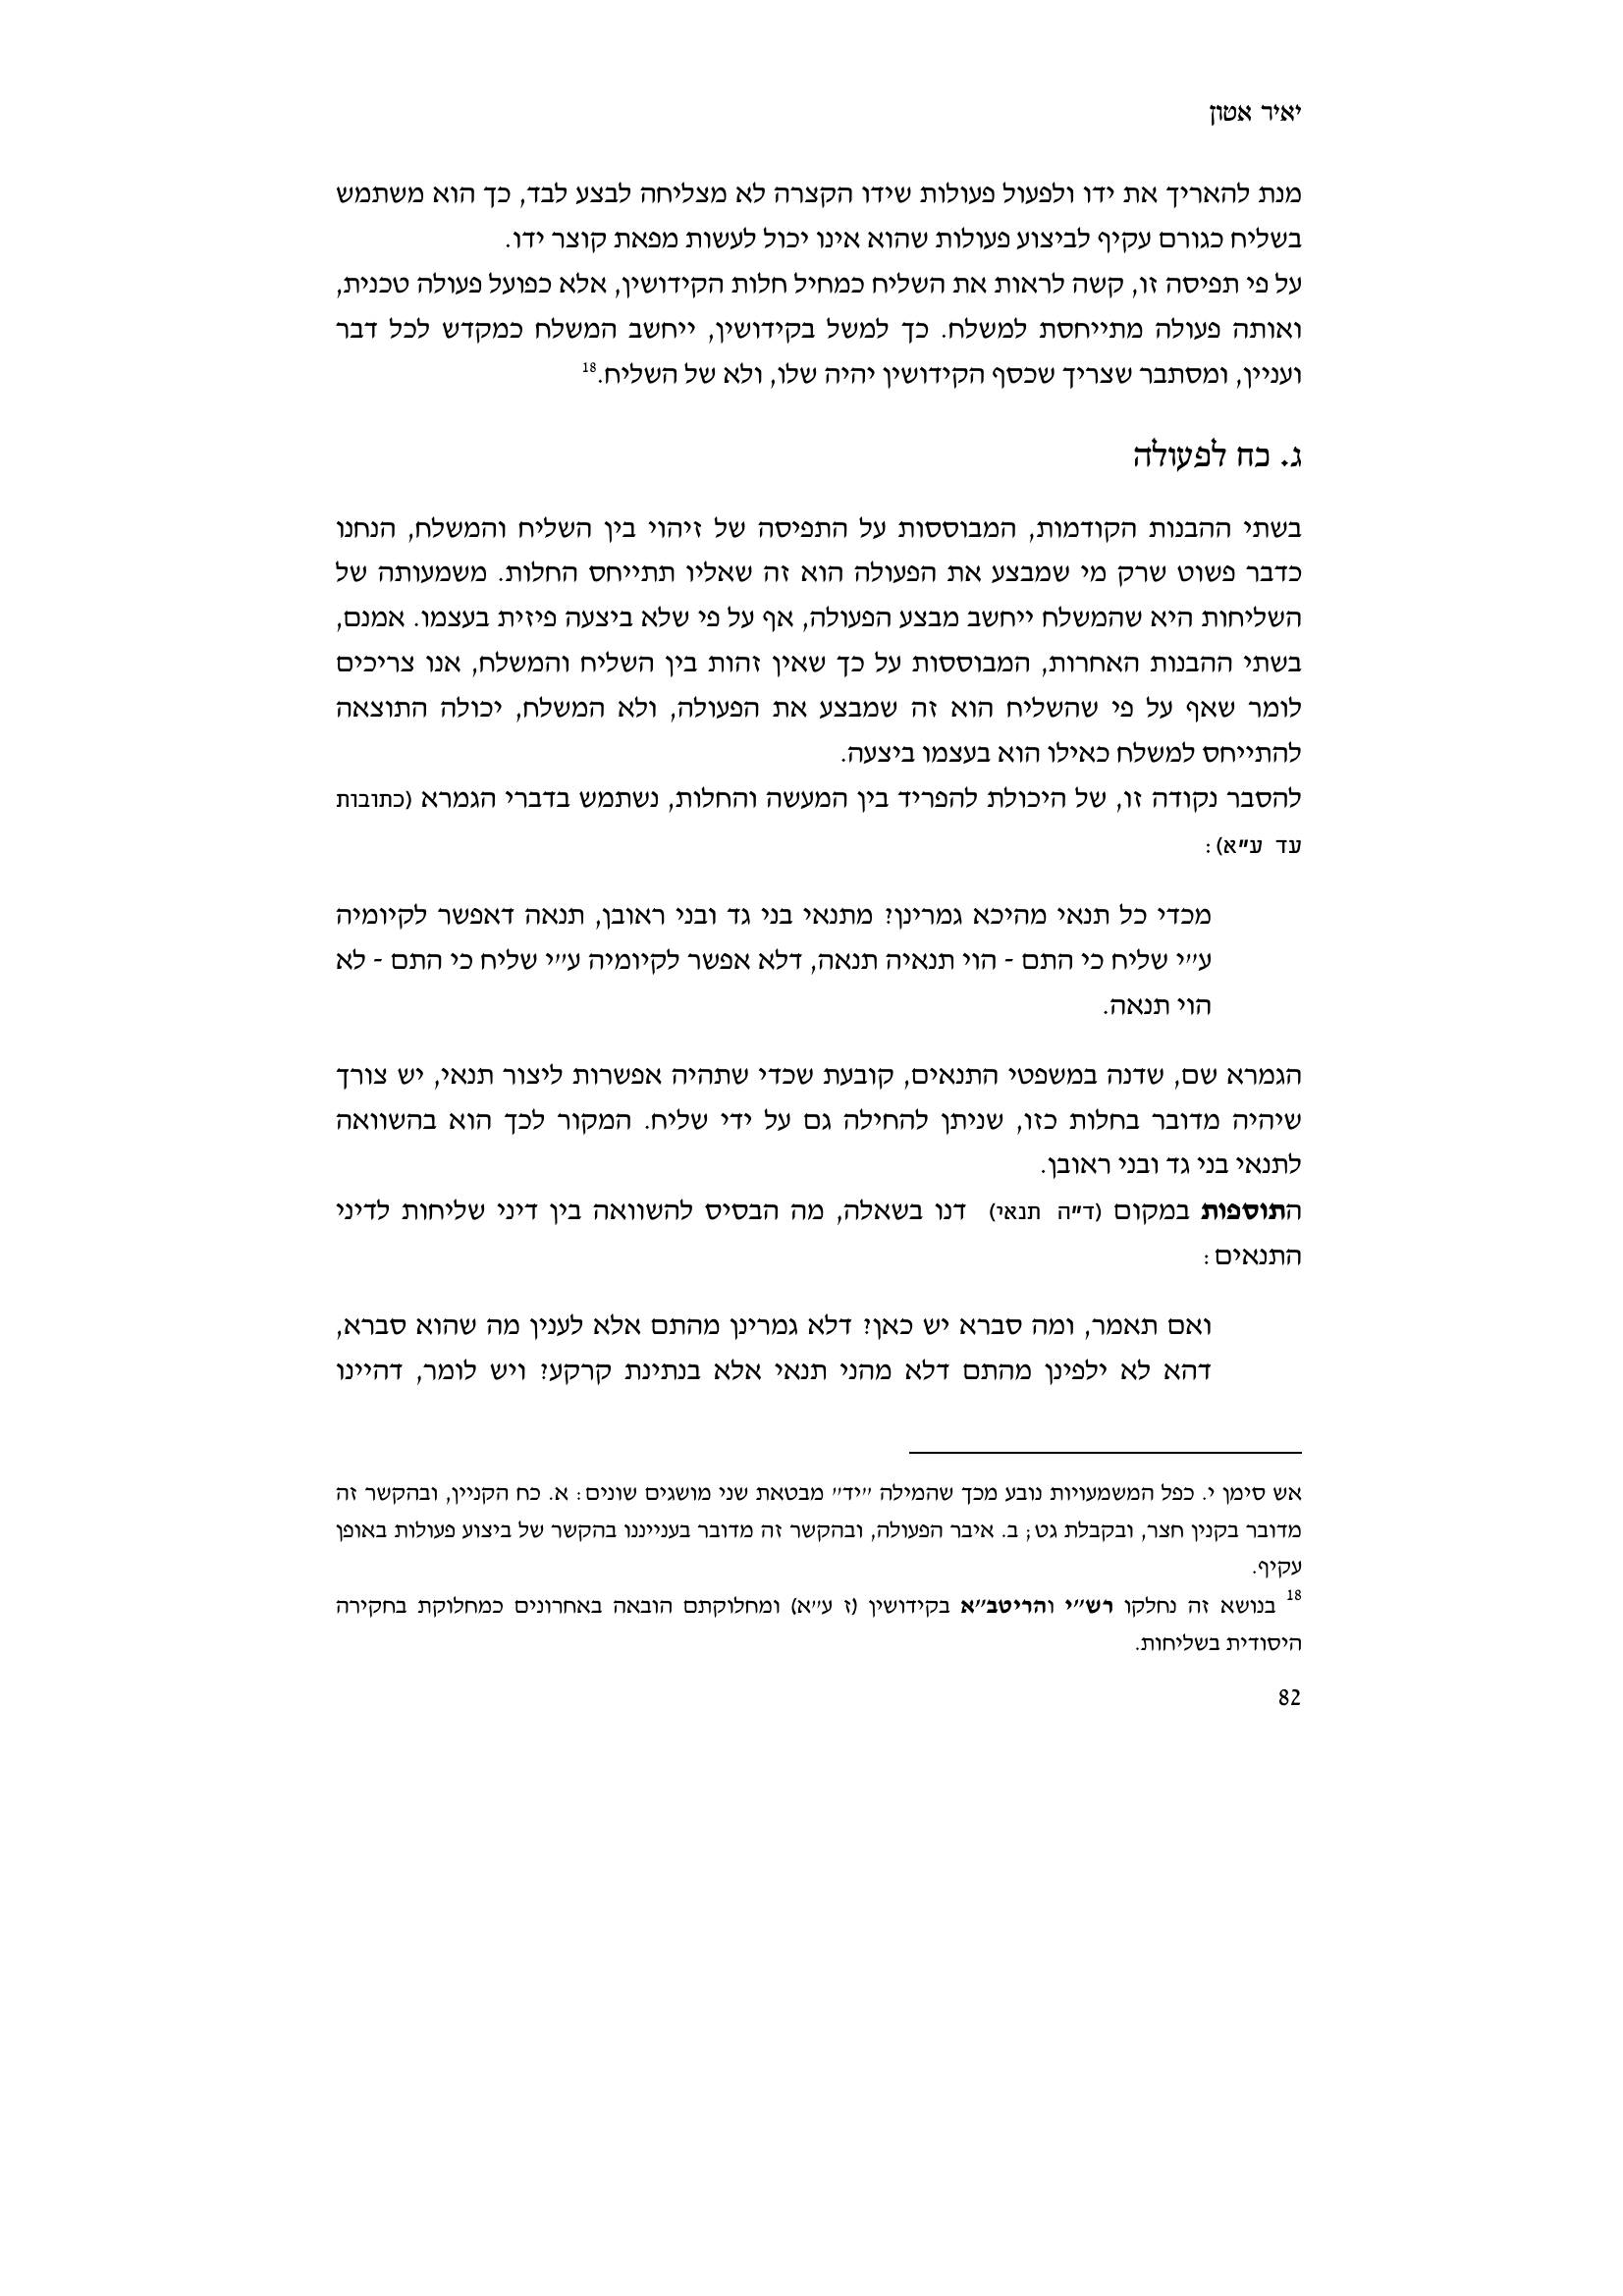 יאיר אטון
מנת להאריך את ידו ולפעול פעולות שידו הקצרה לא מצליחה לבצע לבד, כך הוא משתמש
בשליח כגורם עקיף לביצוע פעולות שהוא אינו יכול לעשות מפאת קוצר ידו.
על פי תפיסה זו, קשה לראות את השליח כמחיל חלות הקידושין, אלא כפועל פעולה טכנית,
ואותה פעולה מתייחסת למשלח. כך למשל בקידושין, ייחשב המשלח כמקדש לכל דבר
ועניין, ומסתבר שצריך שכסף הקידושין יהיה שלו, ולא של השליח.18
ג. כח לפעולה
בשתי ההבנות הקודמות, המבוססות על התפיסה של זיהוי בין השליח והמשלח, הנחנו
כדבר פשוט שרק מי שמבצע את הפעולה הוא זה שאליו תתייחס החלות. משמעותה של
השליחות היא שהמשלח ייחשב מבצע הפעולה, אף על פי שלא ביצעה פיזית בעצמו. אמנם,
בשתי ההבנות האחרות, המבוססות על כך שאין זהות בין השליח והמשלח, אנו צריכים
לומר שאף על פי שהשליח הוא זה שמבצע את הפעולה, ולא המשלח, יכולה התוצאה
להתייחס למשלח כאילו הוא בעצמו ביצעה.
להסבר נקודה זו, של היכולת להפריד בין המעשה והחלות, נשתמש בדברי הגמרא (כתובות
עד ע"א):
מכדי כל תנאי מהיכא גמרינן? מתנאי בני גד ובני ראובן, תנאה דאפשר לקיומיה
ע"י שליח כי התם - הוי תנאיה תנאה, דלא אפשר לקיומיה ע"י שליח כי התם - לא
הוי תנאה.
הגמרא שם, שדנה במשפטי התנאים, קובעת שכדי שתהיה אפשרות ליצור תנאי, יש צורך
שיהיה מדובר בחלות כזו, שניתן להחילה גם על ידי שליח. המקור לכך הוא בהשוואה
לתנאי בני גד ובני ראובן.
התוספות במקום (ד"ה תנאי) דנו בשאלה, מה הבסיס להשוואה בין דיני שליחות לדיני
התנאים:
ואם תאמר, ומה סברא יש כאן? דלא גמרינן מהתם אלא לענין מה שהוא סברא,
דהא לא ילפינן מהתם דלא מהני תנאי אלא בנתינת קרקע? ויש לומר, דהיינו
אש סימן י. כפל המשמעויות נובע מכך שהמילה "יד" מבטאת שני מושגים שונים: א. כח הקניין, ובהקשר זה
מדובר בקנין חצר, ובקבלת גט; ב. איבר הפעולה, ובהקשר זה מדובר בענייננו בהקשר של ביצוע פעולות באופן
עקיף.
18 בנושא זה נחלקו רש"י והריטב"א בקידושין (ז ע"א) ומחלוקתם הובאה באחרונים כמחלוקת בחקירה
היסודית בשליחות.
82